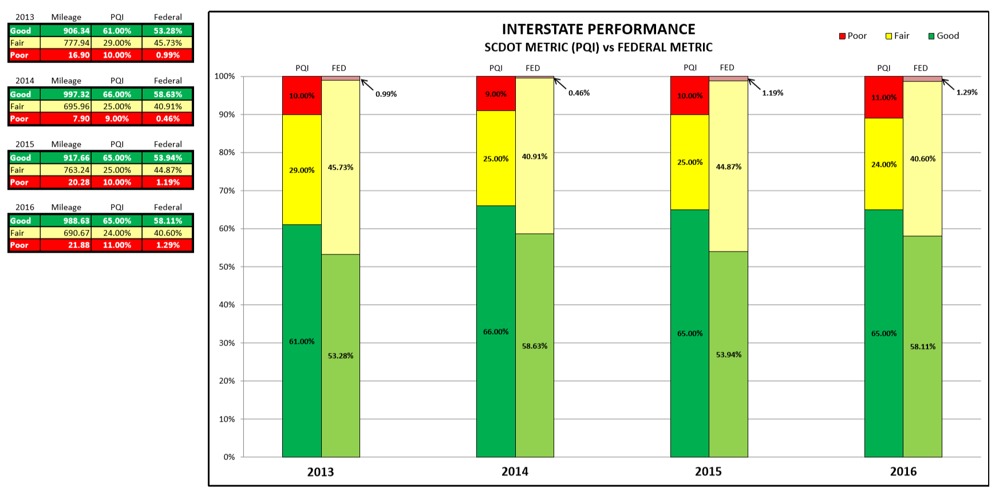 2013 Mileage PQI Federal
Good 906.34 61.00% 53.28%
Fair 777.94 29.00% 45.73%
Poor 16.90 10.00% 0.99%
2014 Mileage PQI Federal
Good 997.32 66.00% 58.63%
Fair 695.96 25.00% 40.91%
Poor 7.90 9.00% 0.46%
2015 Mileage PQI Federal
Good 917.66 65.00% 53.94%
Fair 763.24 25.00% 44.87%
Poor 20.28 10.00% 1.19%
2016 Mileage PQI Federal
Good 988.63 65.00% 58.11%
Fair 690.67 24.00% 40.60%
Poor 21.88 11.00% 1.29%
INTERSTATE PERFORMANCE
SCDOT METRIC (PQI) vs FEDERAL METRIC
Poor Fair Good
PQI FED PQI FED PQI FED PQI FED
100%
90%
80%
70%
60%
50%
40%
30%
20%
10%
0%
10.00% 0.99% 9.00% 0.46% 10.00% 1.19% 11.00% 1.29%
29.00% 45.73% 25.00% 40.91% 25.00% 44.87% 24.00% 40.60%
61.00% 53.28% 66.00% 58.63% 65.00% 53.94% 65.00% 58.11%
2013 2014 2015 2016